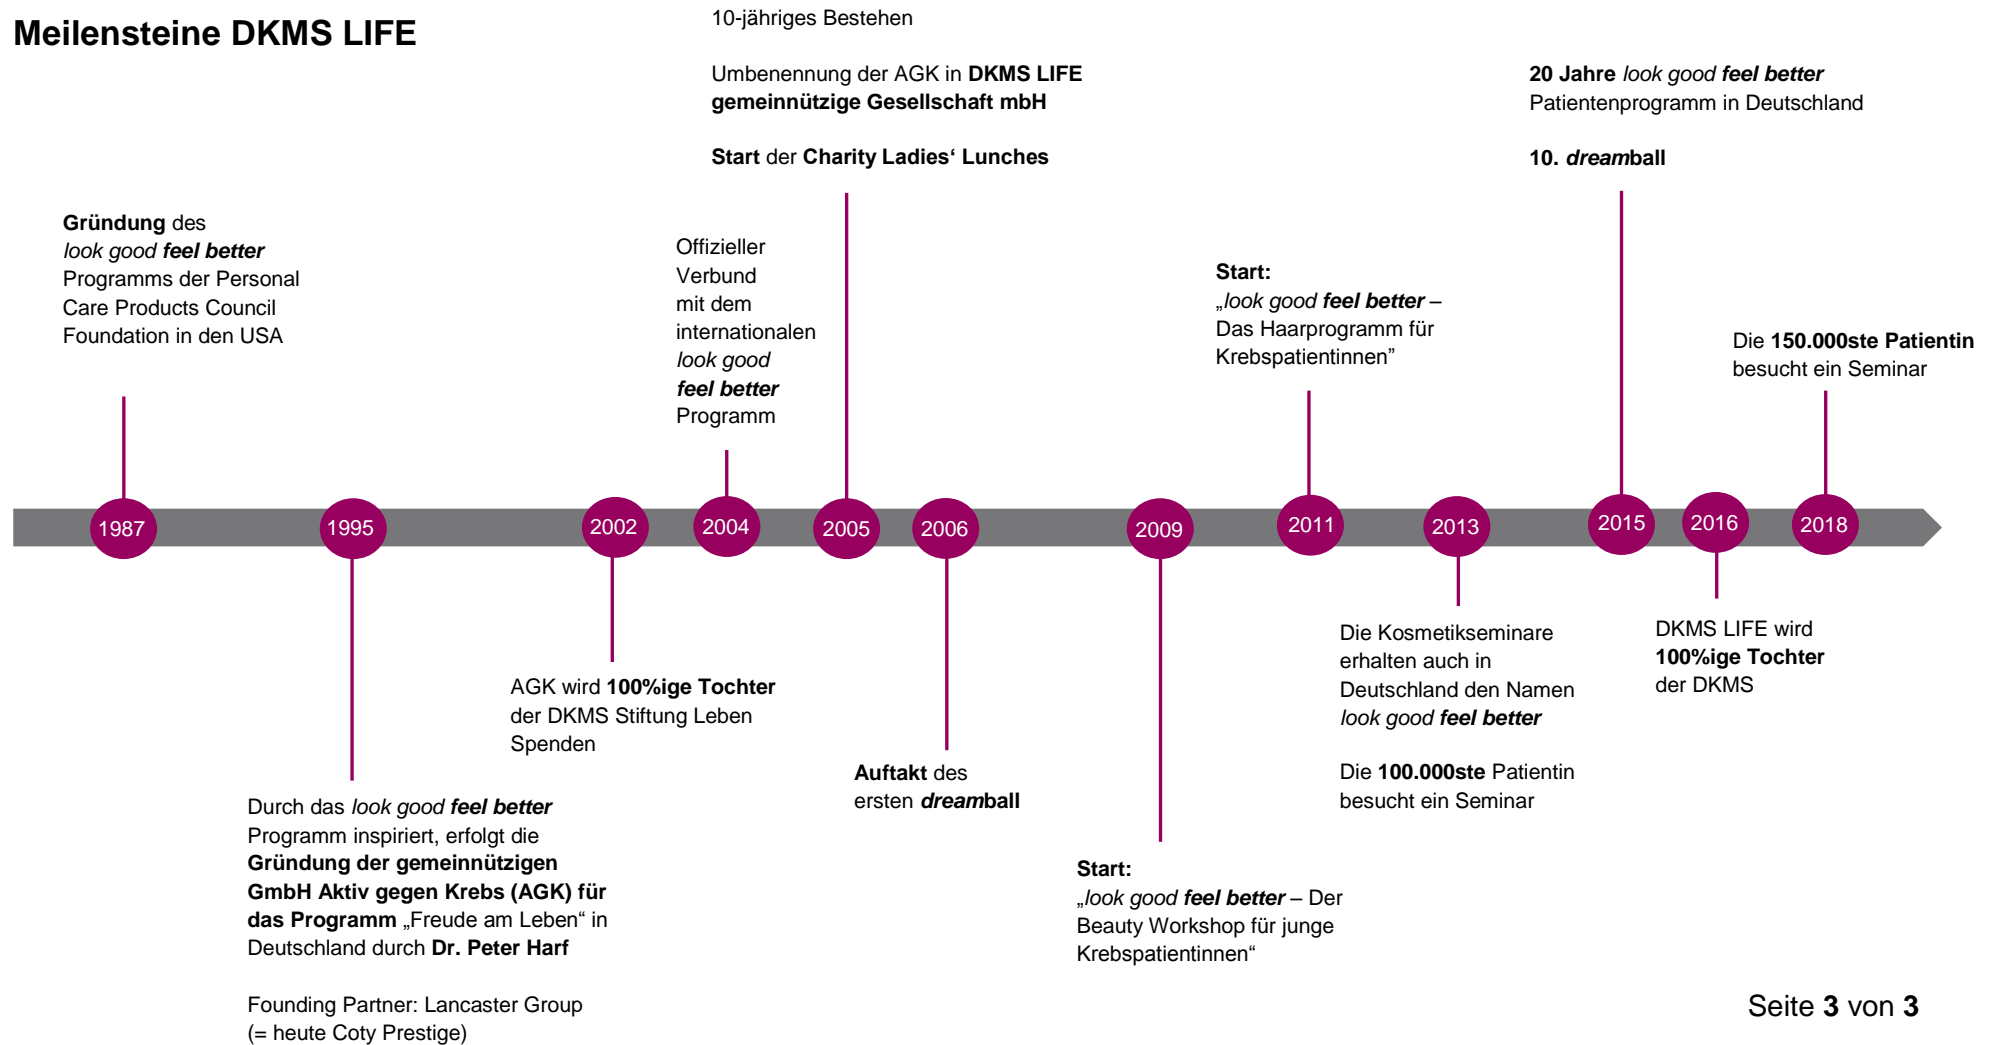 Meilensteine DKMS LIFE
10-jähriges Bestehen
Umbenennung der AGK in DKMS LIFE
gemeinnützige Gesellschaft mbH
Start der Charity Ladies‘ Lunches
20 Jahre look good feel better
Patientenprogramm in Deutschland
10. dreamball
Gründung des
look good feel better
Programms der Personal
Care Products Council
Foundation in den USA
Offizieller
Verbund
mit dem
internationalen
look good
feel better
Programm
Start:
„look good feel better –
Das Haarprogramm für
Krebspatientinnen”
Die 150.000ste Patientin
besucht ein Seminar
1987
1995
2002
2004
2005
2006
2009
2011
2013
2015
2016
2018
Durch das look good feel better
Programm inspiriert, erfolgt die
Gründung der gemeinnützigen
GmbH Aktiv gegen Krebs (AGK) für
das Programm „Freude am Leben“ in
Deutschland durch Dr. Peter Harf
Founding Partner: Lancaster Group
(= heute Coty Prestige)
AGK wird 100%ige Tochter
der DKMS Stiftung Leben
Spenden
Auftakt des
ersten dreamball
Start:
„look good feel better – Der
Beauty Workshop für junge
Krebspatientinnen“
Die Kosmetikseminare
erhalten auch in
Deutschland den Namen
look good feel better
Die 100.000ste Patientin
besucht ein Seminar
DKMS LIFE wird
100%ige Tochter
der DKMS
Seite 3 von 3